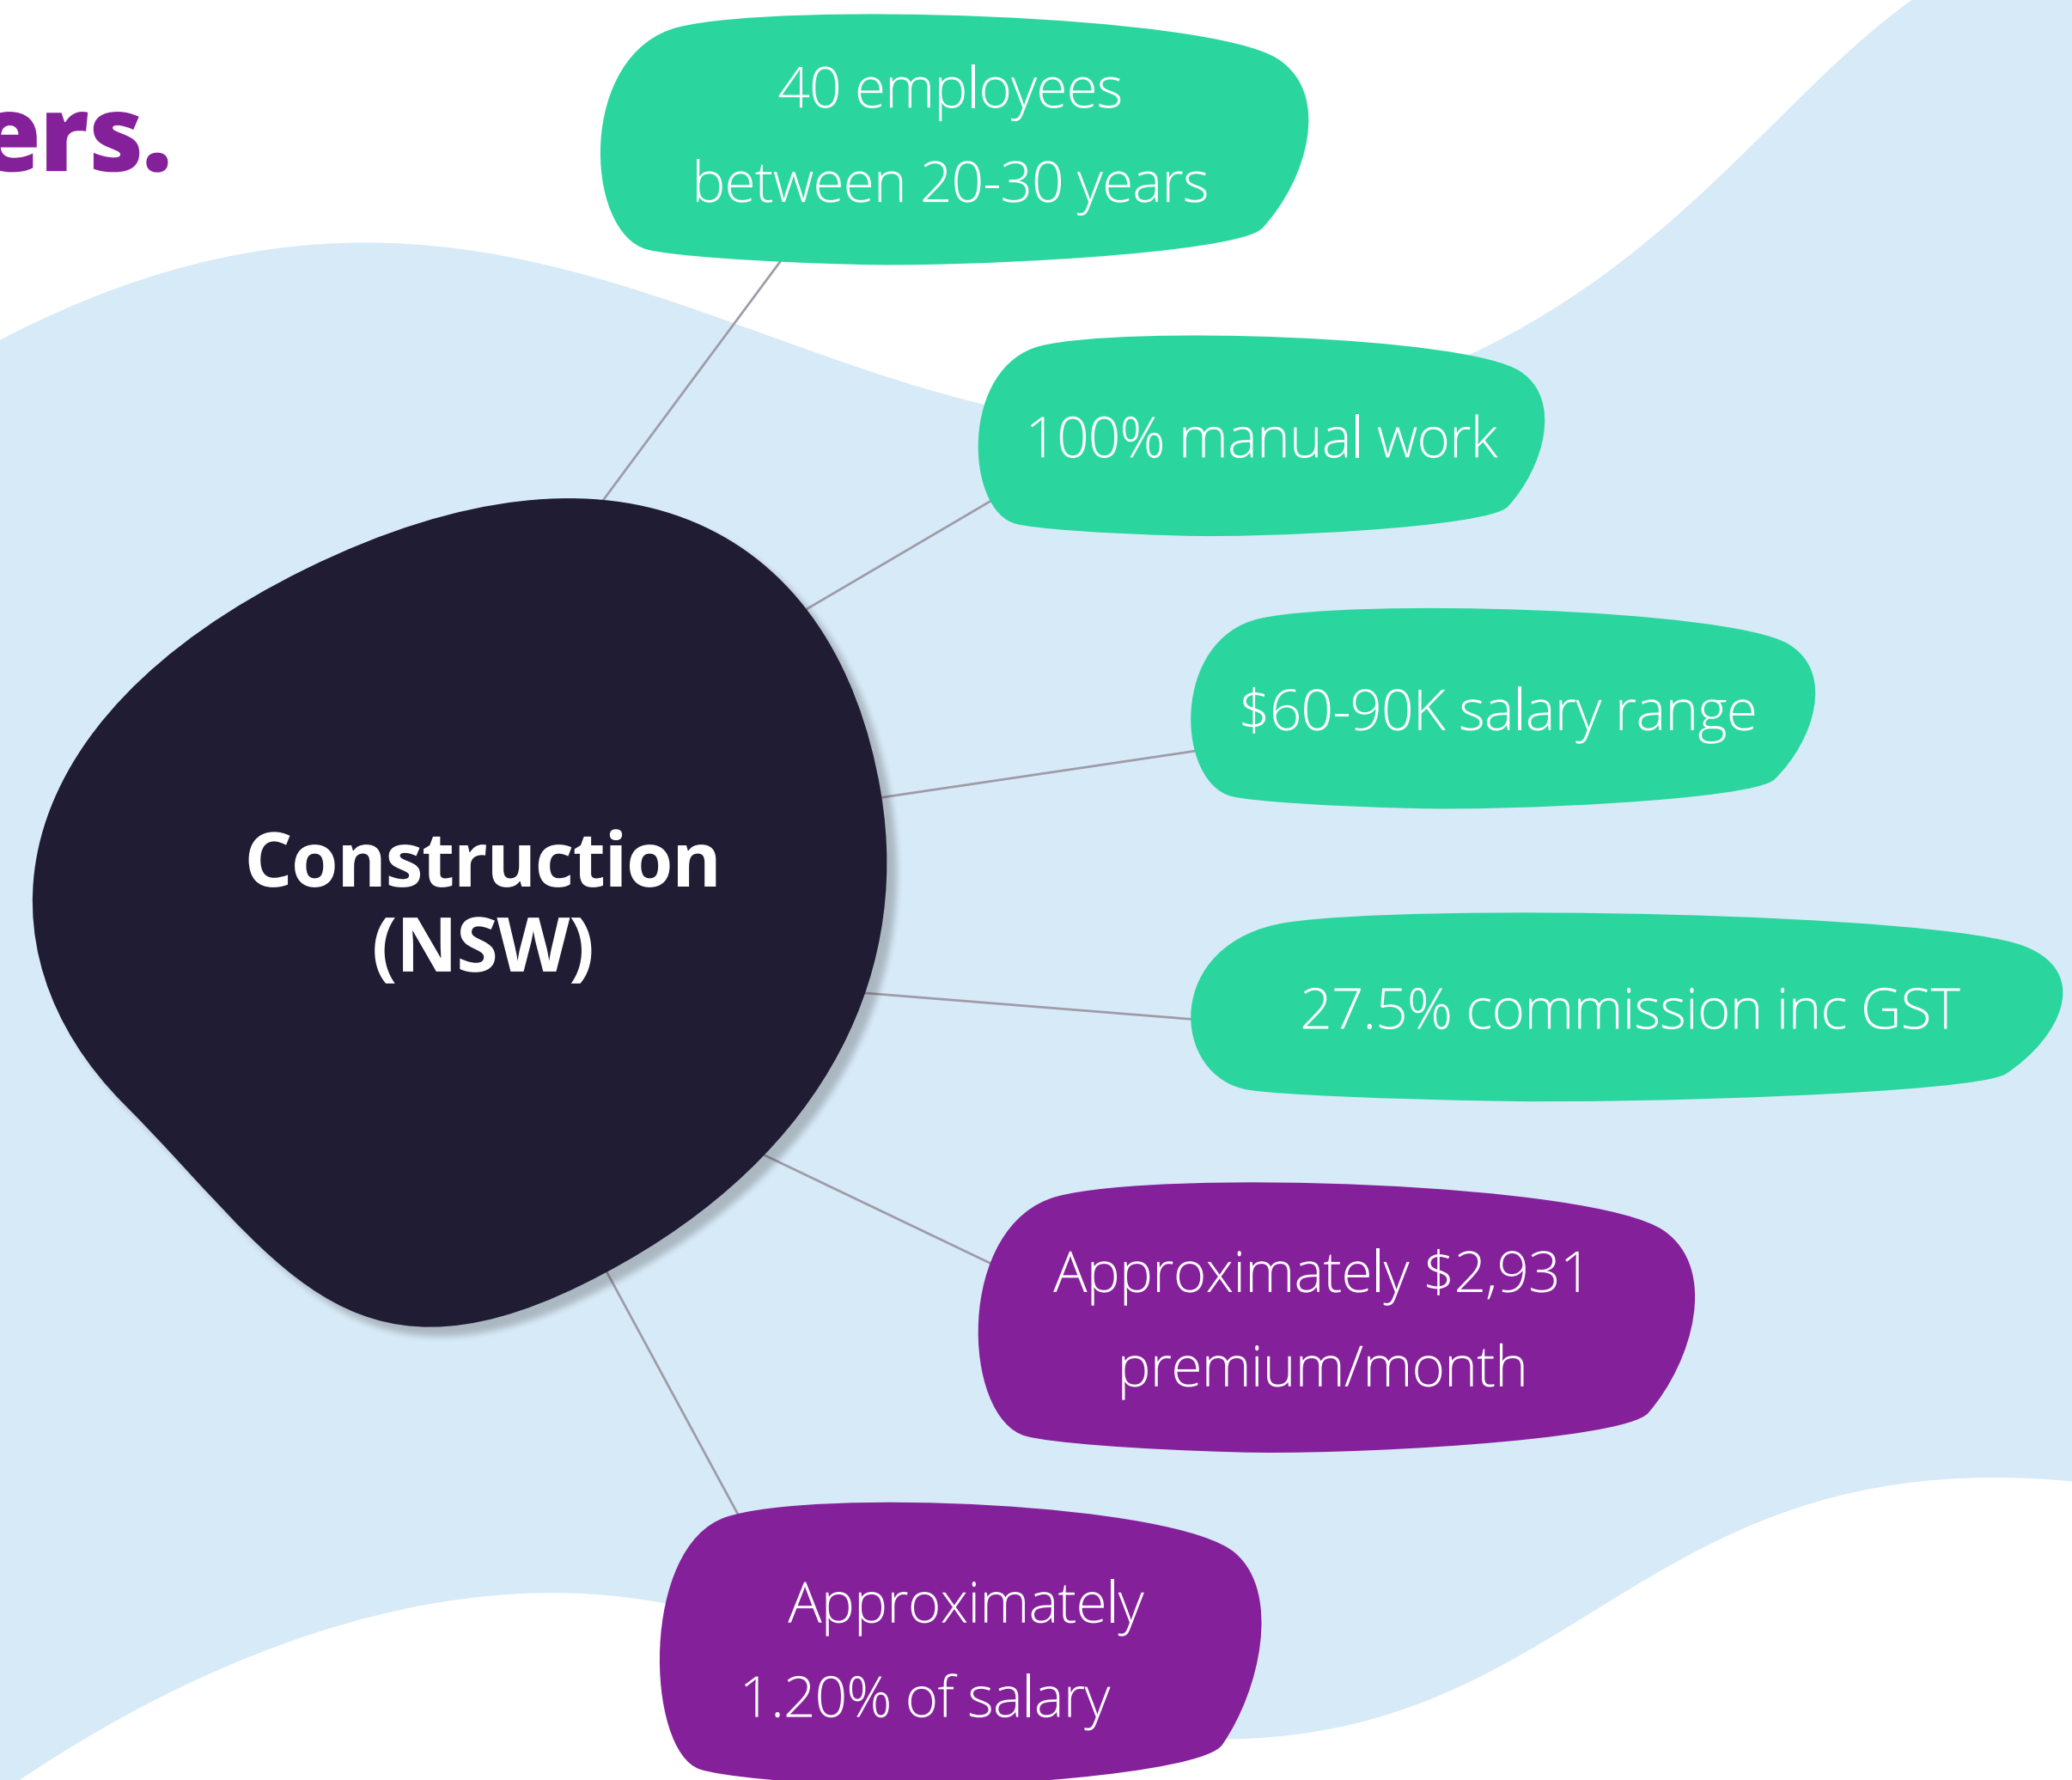 ers.
40 employees
between 20-30 years
100% manual work
$60-90K salary range
Construction
(NSW)
27.5% commission inc GST
Approximately $2,931
premium/month
Approximately
1.20% of salary